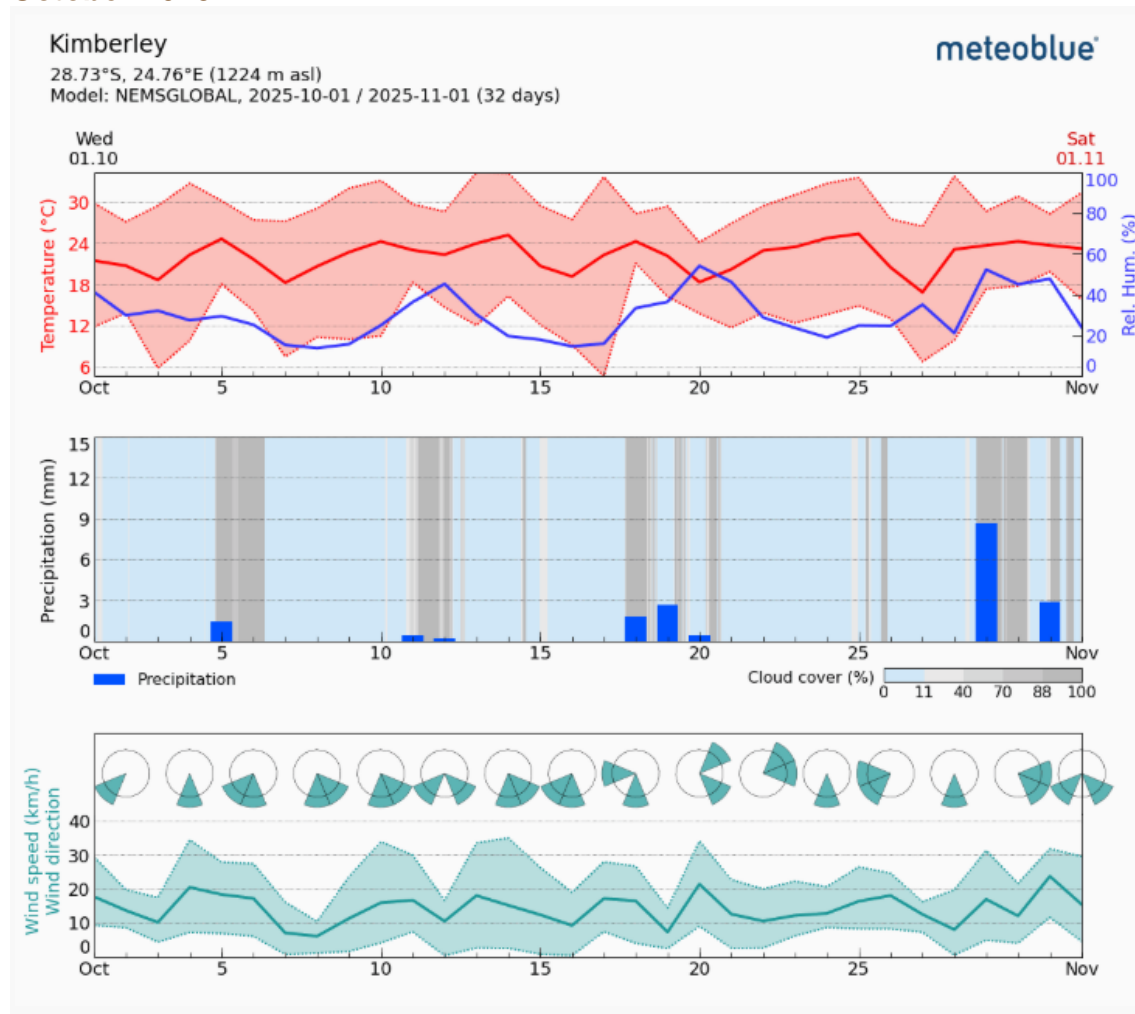 Kimberley
meteoblue®
28.73°S, 24.76°E (1224 m asl)
Model: NEMSGLOBAL, 2025-10-01 / 2025-11-01 (32 days)
Wed
01.10
Sat
01.11
Temperature (°C)
30
24
18
12
6
100
80
60
40
20
0
Rel. Hum. (%)
Oct 5 10 15 20 25 Nov
Precipitation (mm)
15
12
9
6
3
0
Oct 5 10 15 20 25 Nov
Precipitation
Cloud cover (%)
0 11 40 70 88 100
Wind speed (km/h)
Wind direction
40
30
20
10
0
Oct 5 10 15 20 25 Nov